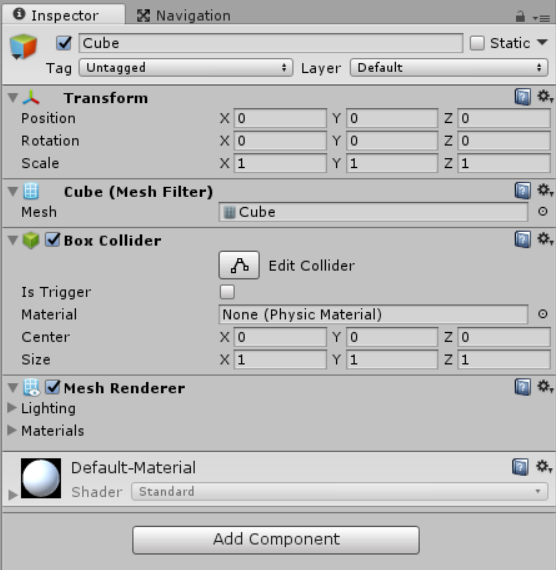 Inspector Navigation
Cube Static
Tag Untagged Layer Default
Transform
Position X 0 Y 0 Z 0
Rotation X 0 Y 0 Z 0
Scale X 1 Y 1 Z 1
Cube (Mesh Filter)
Mesh Cube
Box Collider
Edit Collider
Is Trigger
Material None (Physic Material)
Center X 0 Y 0 Z 0
Size X 1 Y 1 Z 1
Mesh Renderer
Lighting
Materials
Default-Material
Shader Standard
Add Component